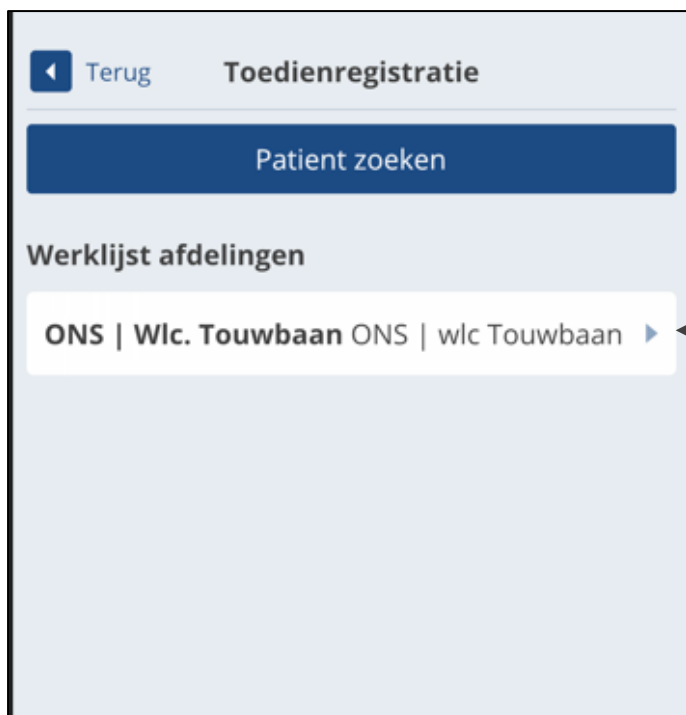 Terug Toedienregistratie
Patient zoeken
Werklijst afdelingen
ONS | Wlc. Touwbaan ONS | wlc Touwbaan